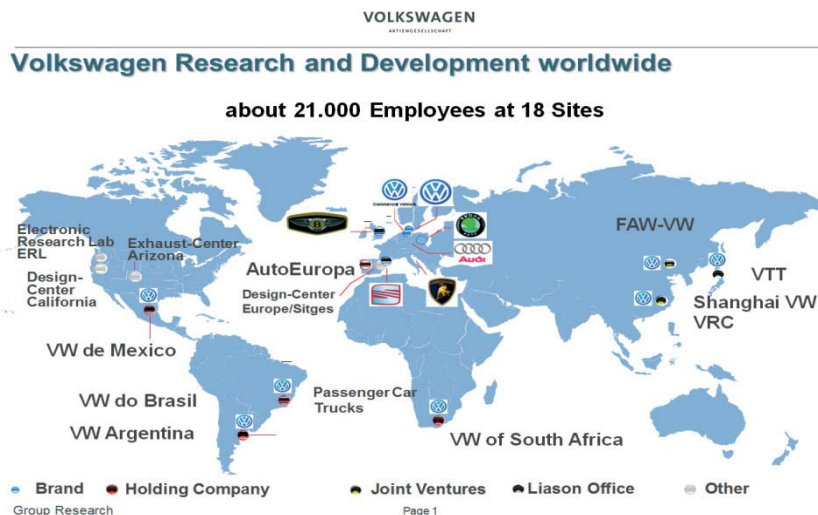 VOLKSWAGEN
AKTIENGESELLSCHAFT
Volkswagen Research and Development worldwide
about 21.000 Employees at 18 Sites
Commercial Vehicle
Electronic
Research Lab
ERL
Exhaust-Center
Arizona
Design-
Center
California
AutoEuropa
Design-Center
Europe/Sitges
Audi
FAW-VW
VTT
Shanghai VW
VRC
VW de Mexico
VW do Brasil
Passenger Car
Trucks
VW Argentina
VW of South Africa
Brand
Holding Company
Joint Ventures
Liason Office
Other
Group Research
Page 1